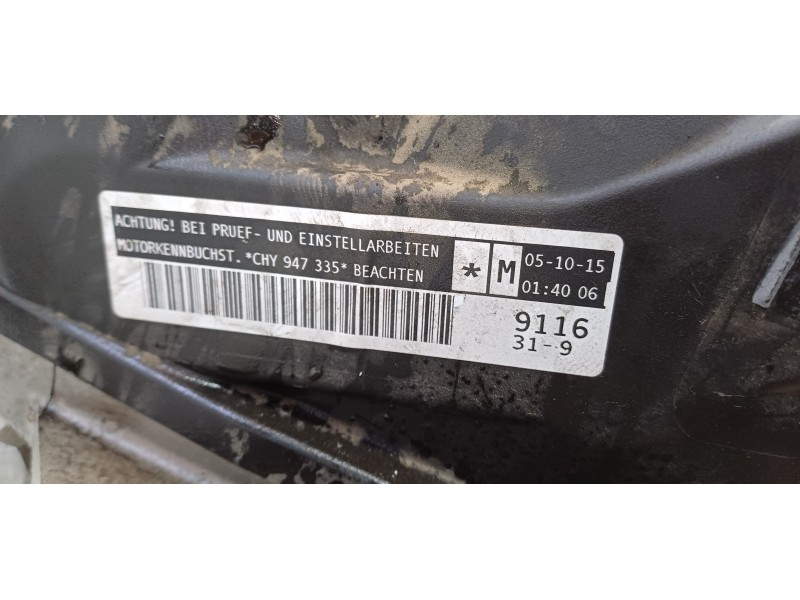 ACHTUNG! BEI PRUEF- UND EINSTELLARBEITEN
MOTORKENNBUCHST. *CHY 947 335* BEACHTEN
* M
05-10-15
01:40 06
9116
31-9